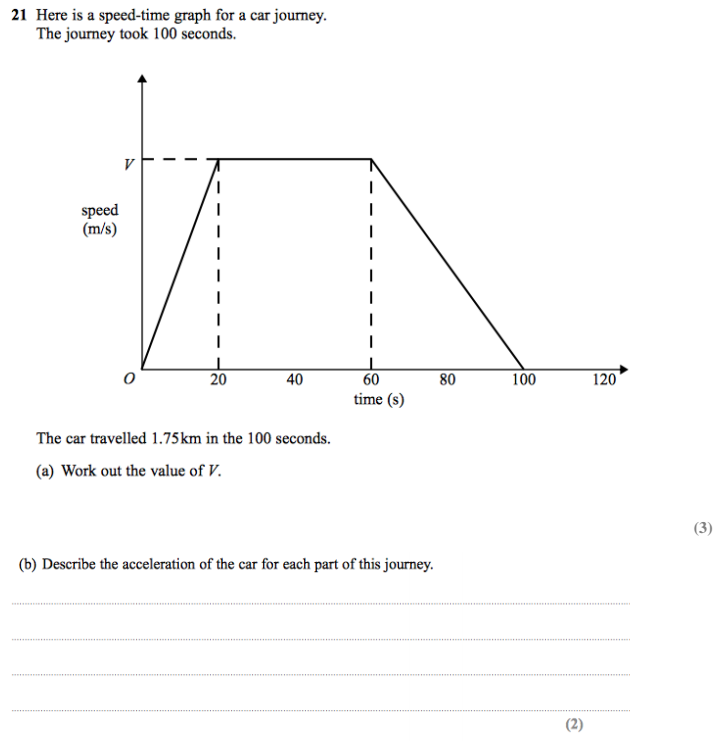 21 Here is a speed-time graph for a car journey.
The journey took 100 seconds.
V
speed
(m/s)
O 20 40 60 80 100 120
time (s)
The car travelled 1.75 km in the 100 seconds.
(a) Work out the value of V.
(3)
(b) Describe the acceleration of the car for each part of this journey.
(2)